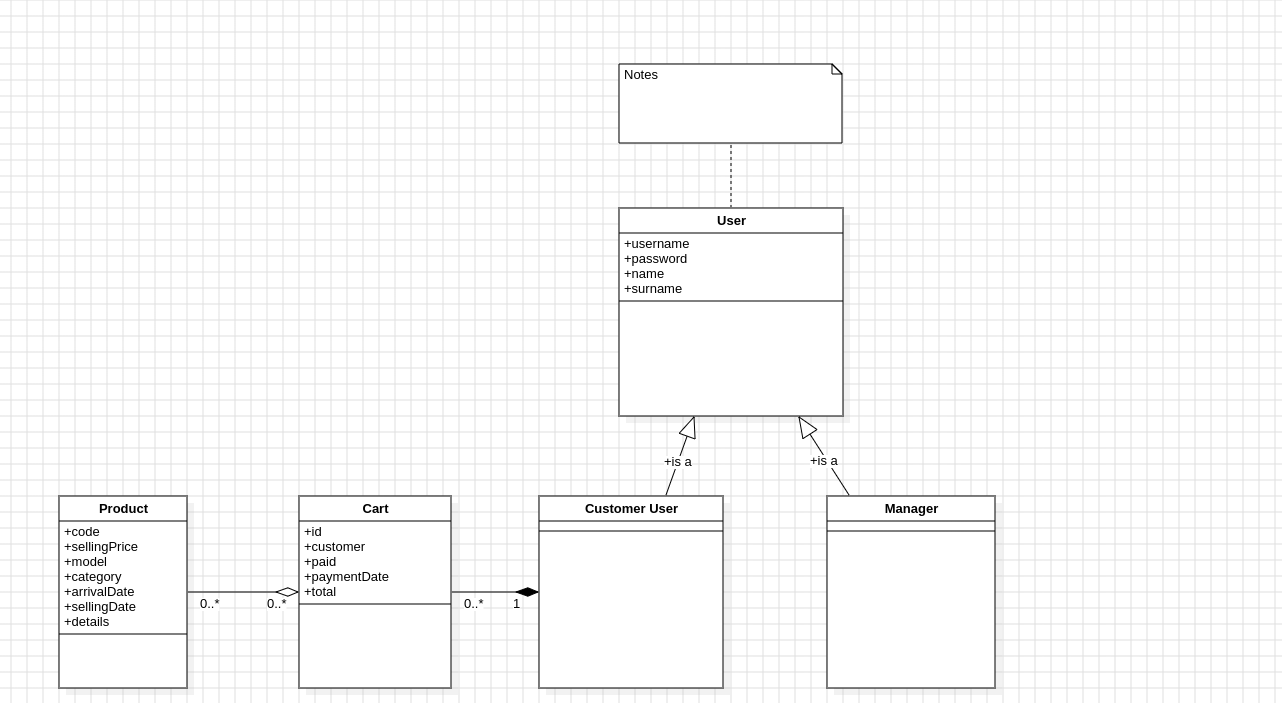 Notes
User
+username
+password
+name
+surname
+is a
+is a
Product
+code
+sellingPrice
+model
+category
+arrivalDate
+sellingDate
+details
0..*
0..*
Cart
+id
+customer
+paid
+paymentDate
+total
0..*
1
Customer User
Manager